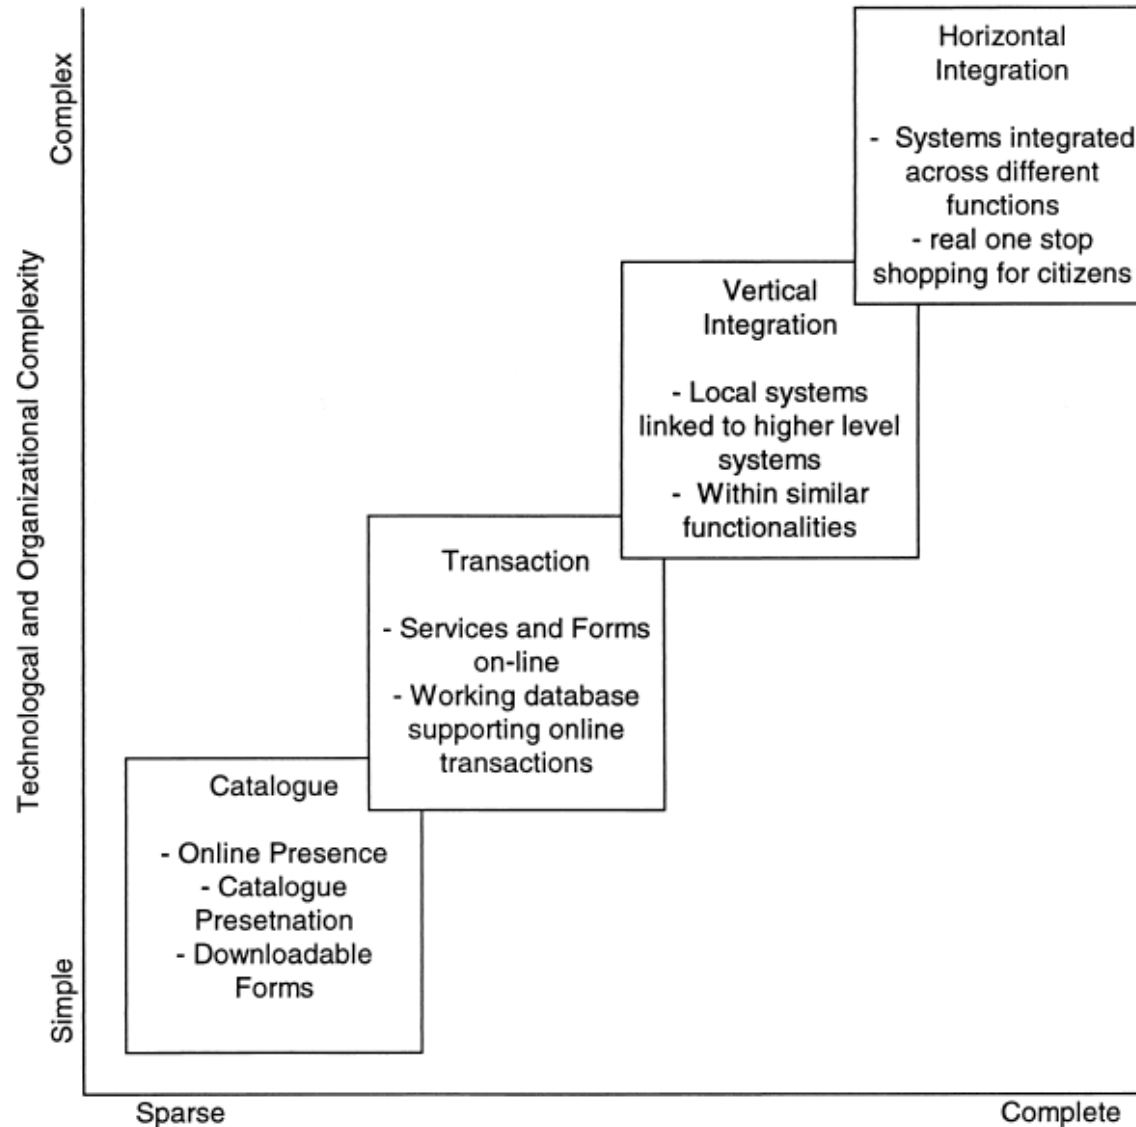 Complex
Technologcal and Organizational Complexity
Simple
Horizontal
Integration
- Systems integrated
across different
functions
- real one stop
shopping for citizens
Vertical
Integration
- Local systems
linked to higher level
systems
- Within similar
functionalities
Transaction
- Services and Forms
on-line
- Working database
supporting online
transactions
Catalogue
- Online Presence
- Catalogue
Presetnation
- Downloadable
Forms
Sparse
Complete